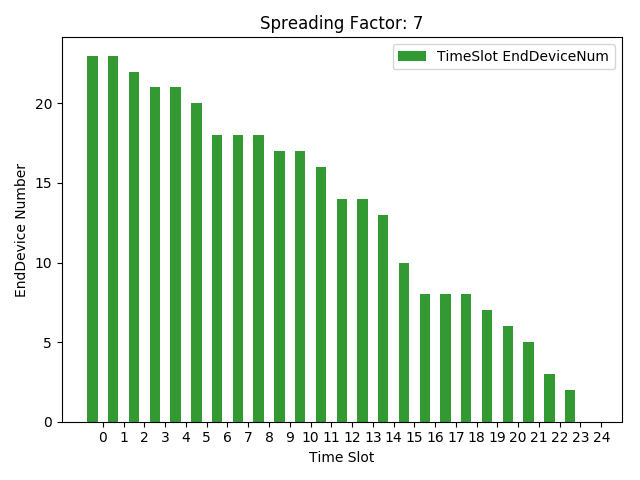 Spreading Factor: 7
TimeSlot EndDeviceNum
EndDevice Number
20
15
10
5
0
0 1 2 3 4 5 6 7 8 9 10 11 12 13 14 15 16 17 18 19 20 21 22 23 24
Time Slot